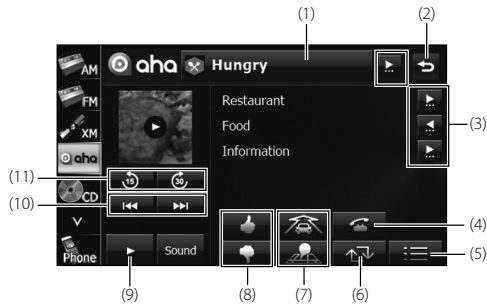 (1)
(2)
AM
aha
Hungry
FM
Restaurant
Food
(3)
XM
Information
aha
(11)
15
30
CD
(10)
(4)
Phone
Sound
(5)
(9)
(8)
(7)
(6)